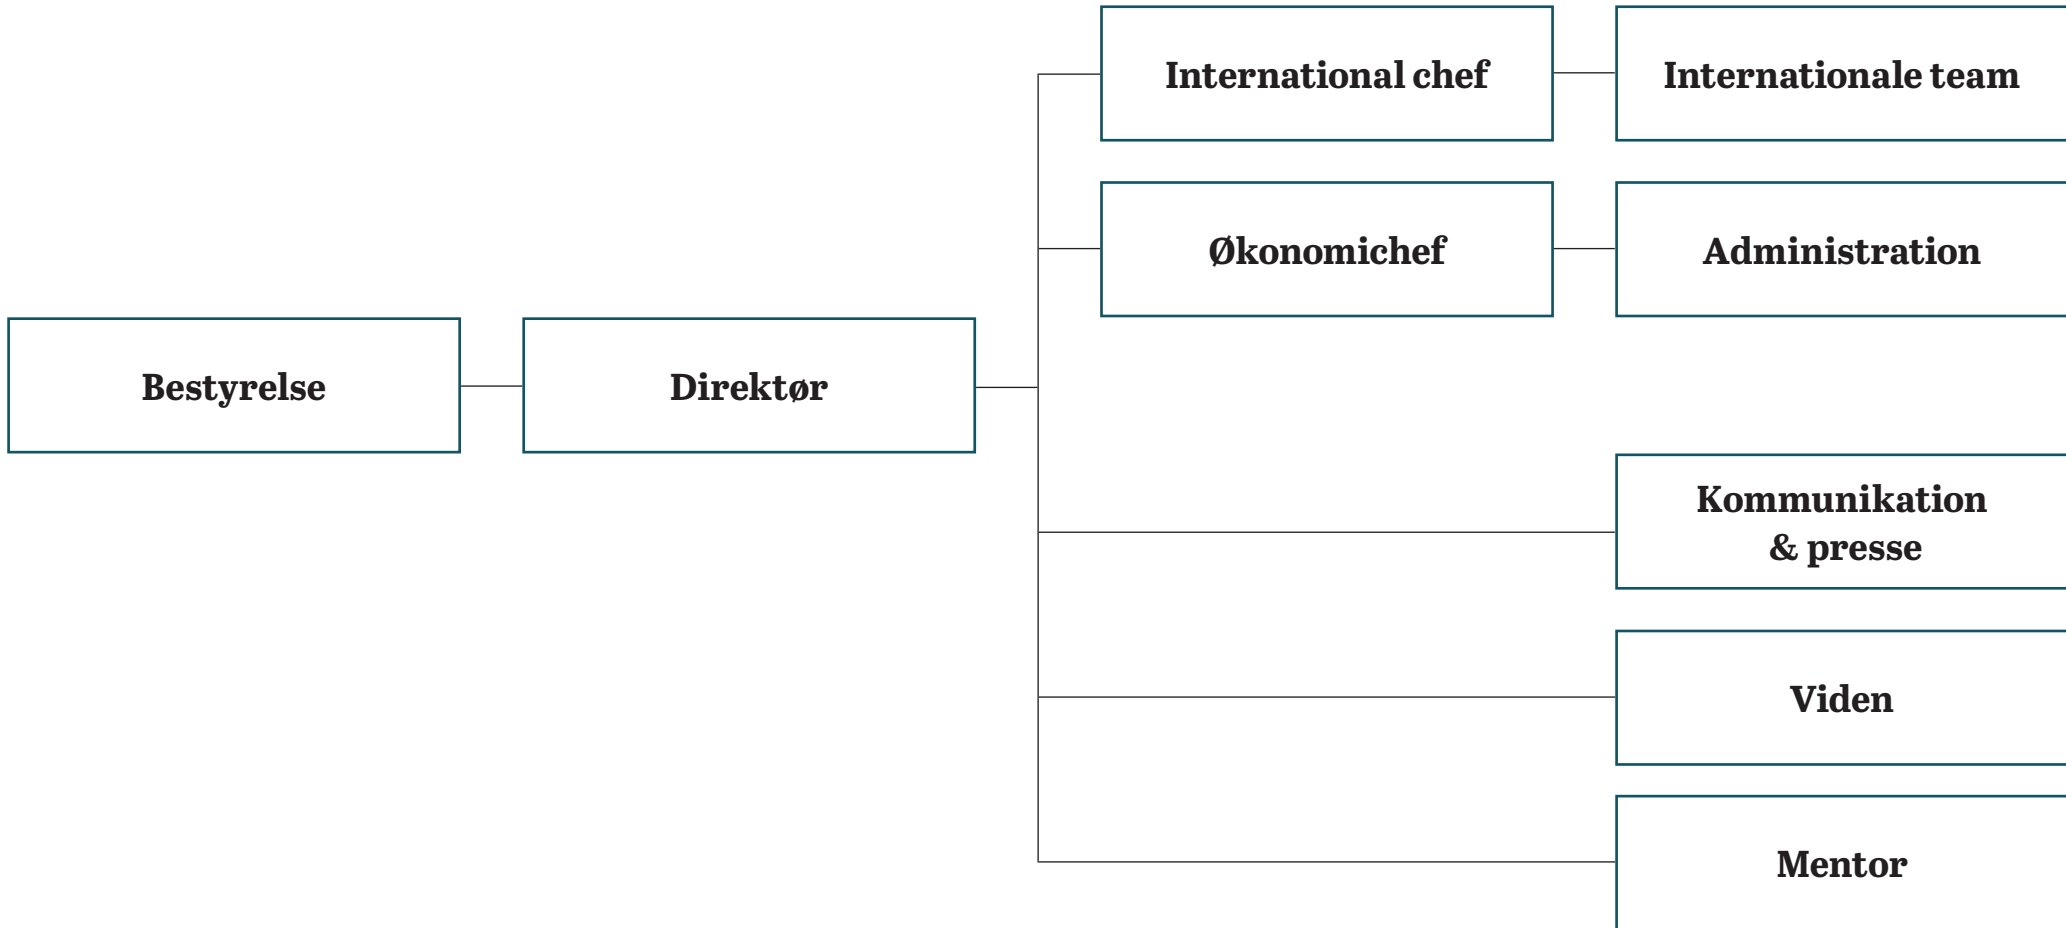 International chef
Internationale team
Økonomichef
Administration
Bestyrelse
Direktør
Kommunikation
& presse
Viden
Mentor